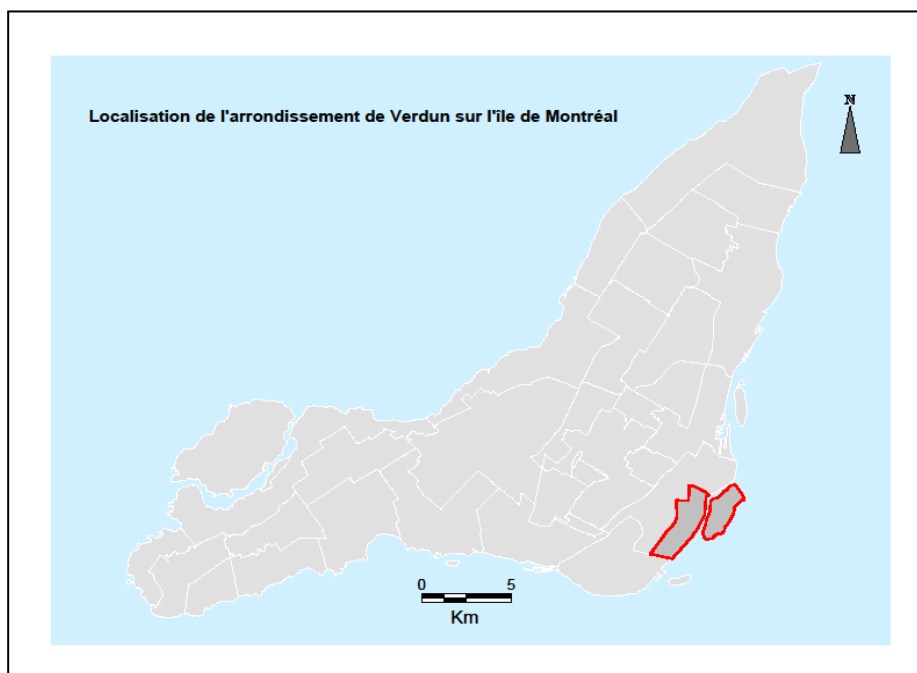 Localisation de l'arrondissement de Verdun sur l'île de Montréal
N
0 5
Km